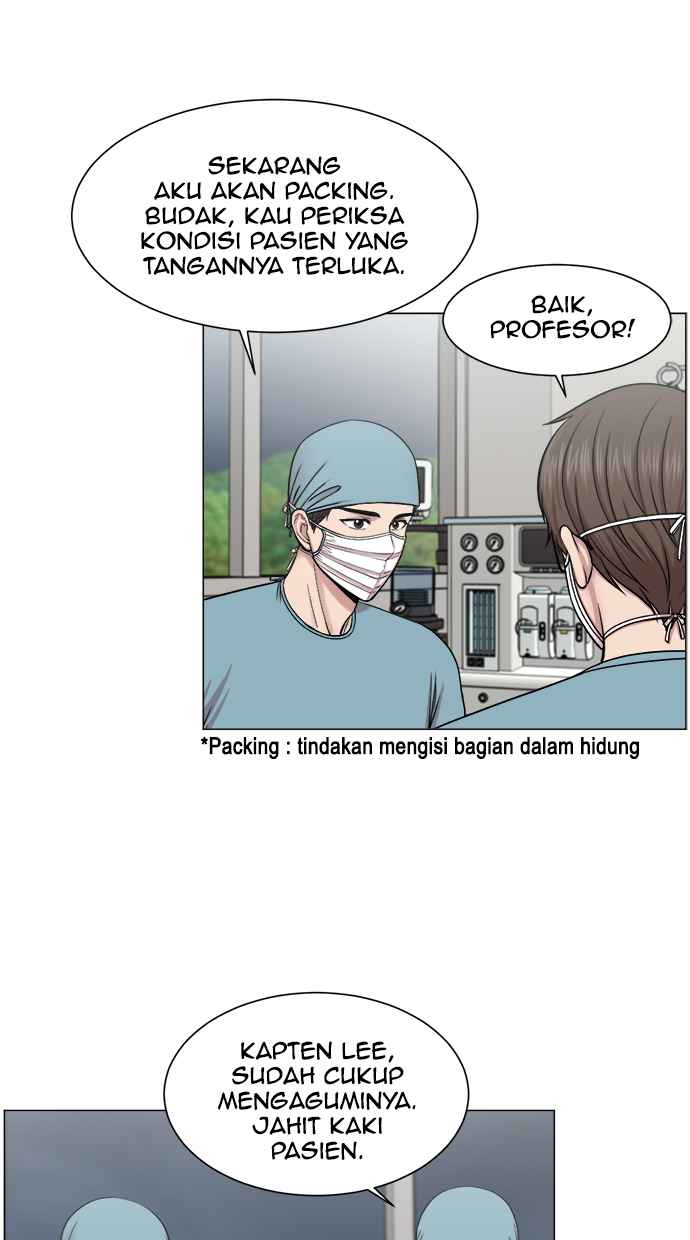 SEKARANG
AKU AKAN PACKING.
BUDAK, KAU PERIKSA
KONDISI PASIEN YANG
TANGANNYA TERLUKA.
BAIK,
PROFESOR!
*Packing : tindakan mengisi bagian dalam hidung
KAPTEN LEE,
SUDAH CUKUP
MENGAGUMINYA.
JAHIT KAKI
PASIEN.